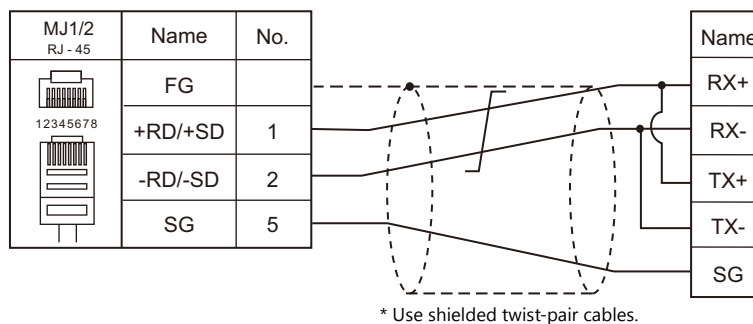 MJ1/2
RJ - 45
Name
No.
12345678
FG
+RD/+SD
1
-RD/-SD
2
SG
5
Name
RX+
RX-
TX+
TX-
SG
* Use shielded twist-pair cables.